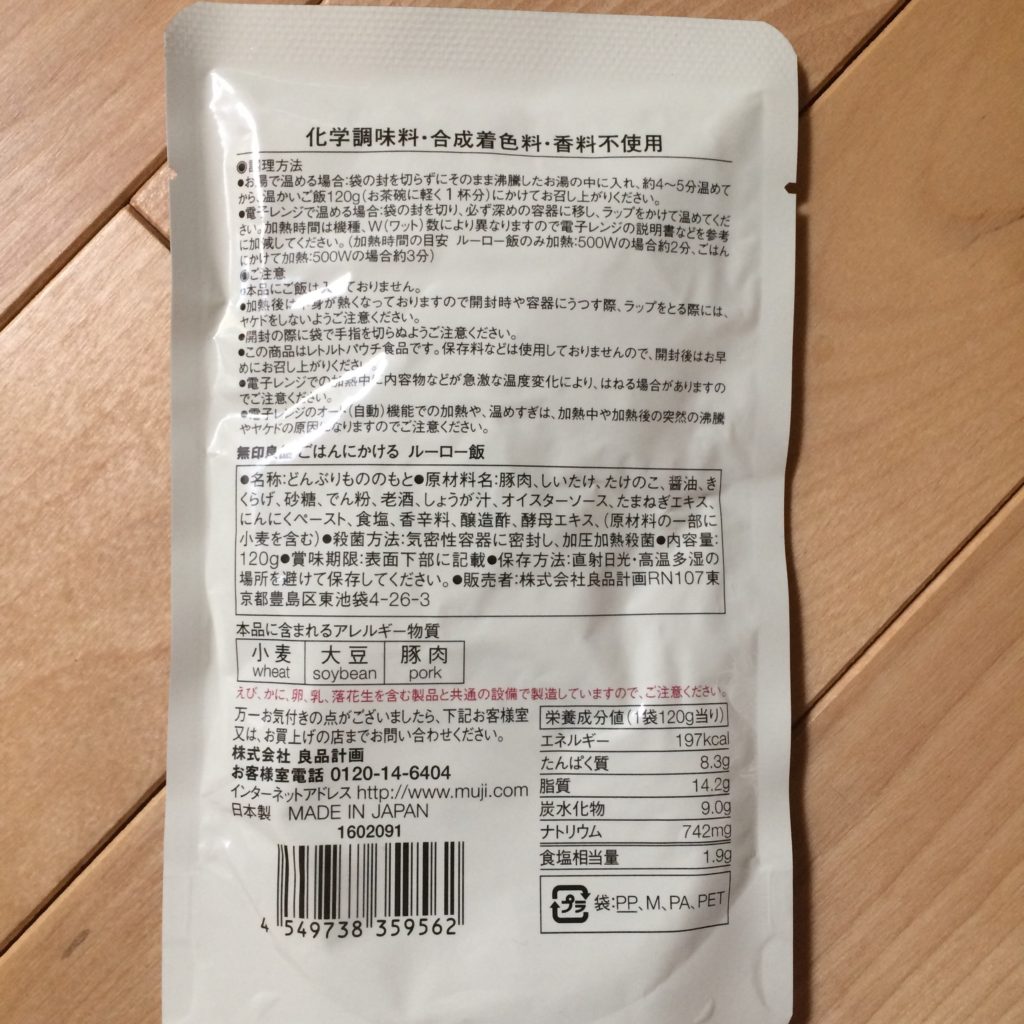 化学調味料・合成着色料・香料不使用
◉調理方法
●お湯で温める場合:袋の封を切らずにそのまま沸騰したお湯の中に入れ、約4〜5分温めて
から、温かいご飯120g(お茶碗に軽く1杯分)にかけてお召し上がりください。
●電子レンジで温める場合:袋の封を切り、必ず深めの容器に移し、ラップをかけて温めてくだ
さい。加熱時間は機種、W(ワット)数により異なりますので電子レンジの説明書などを参考
に加減してください。(加熱時間の目安 ルーロー飯のみ加熱:500Wの場合約2分、ごはん
にかけて加熱:500Wの場合約3分)
◉ご注意
●本品にご飯は入っておりません。
●加熱後は中身が熱くなっておりますので開封時や容器にうつす際、ラップをとる際には、
ヤケドをしないようご注意ください。
●開封の際に袋で手指を切らぬようご注意ください。
●この商品はレトルトパウチ食品です。保存料などは使用しておりませんので、開封後はお早
めにお召し上がりください。
●電子レンジでの加熱中に内容物などが急激な温度変化により、はねる場合がありますの
でご注意ください。
●電子レンジのオート(自動)機能での加熱や、温めすぎは、加熱中や加熱後の突然の沸騰
やヤケドの原因になりますのでご注意ください。
無印良品 ごはんにかける ルーロー飯
●名称:どんぶりもののもと●原材料名:豚肉、しいたけ、たけのこ、醤油、き
くらげ、砂糖、でん粉、老酒、しょうが汁、オイスターソース、たまねぎエキス、
にんにくペースト、食塩、香辛料、醸造酢、酵母エキス、(原材料の一部に
小麦を含む)●殺菌方法:気密性容器に密封し、加圧加熱殺菌●内容量:
120g●賞味期限:表面下部に記載●保存方法:直射日光・高温多湿の
場所を避けて保存してください。●販売者:株式会社良品計画RN107東
京都豊島区東池袋4-26-3
本品に含まれるアレルギー物質
小麦 大豆 豚肉
wheat soybean pork
えび、かに、卵、乳、落花生を含む製品と共通の設備で製造していますので、ご注意ください。
万一お気付きの点がございましたら、下記お客様室
又は、お買上げの店までお問い合わせください。
株式会社 良品計画
お客様室電話 0120-14-6404
インターネットアドレス http://www.muji.com
日本製 MADE IN JAPAN
1602091
4 549738 359562
栄養成分値(1袋120g当り)
エネルギー 197kcal
たんぱく質 8.3g
脂質 14.2g
炭水化物 9.0g
ナトリウム 742mg
食塩相当量 1.9g
プラ 袋:PP、M、PA、PET